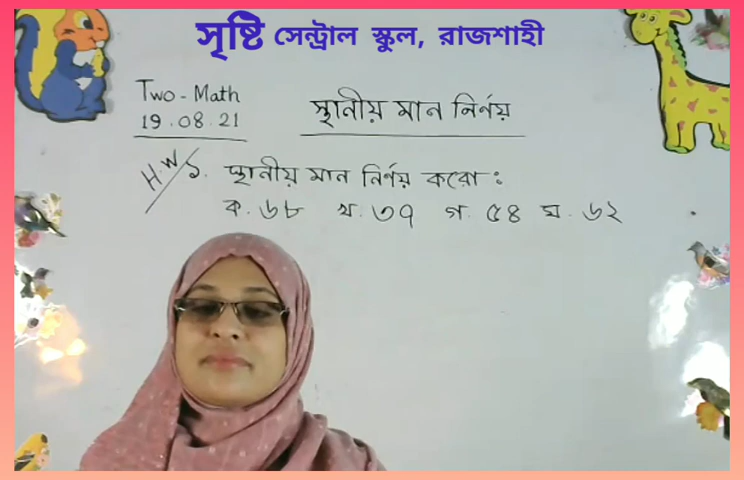 সৃষ্টি সেন্ট্রাল স্কুল, রাজশাহী
Two - Math
19.08.21
স্থানীয় মান নির্ণয়
H.W ১. স্থানীয় মান নির্ণয় করো :
ক. ৬৮ খ. ৩৭ গ. ৫৪ ঘ. ৬২